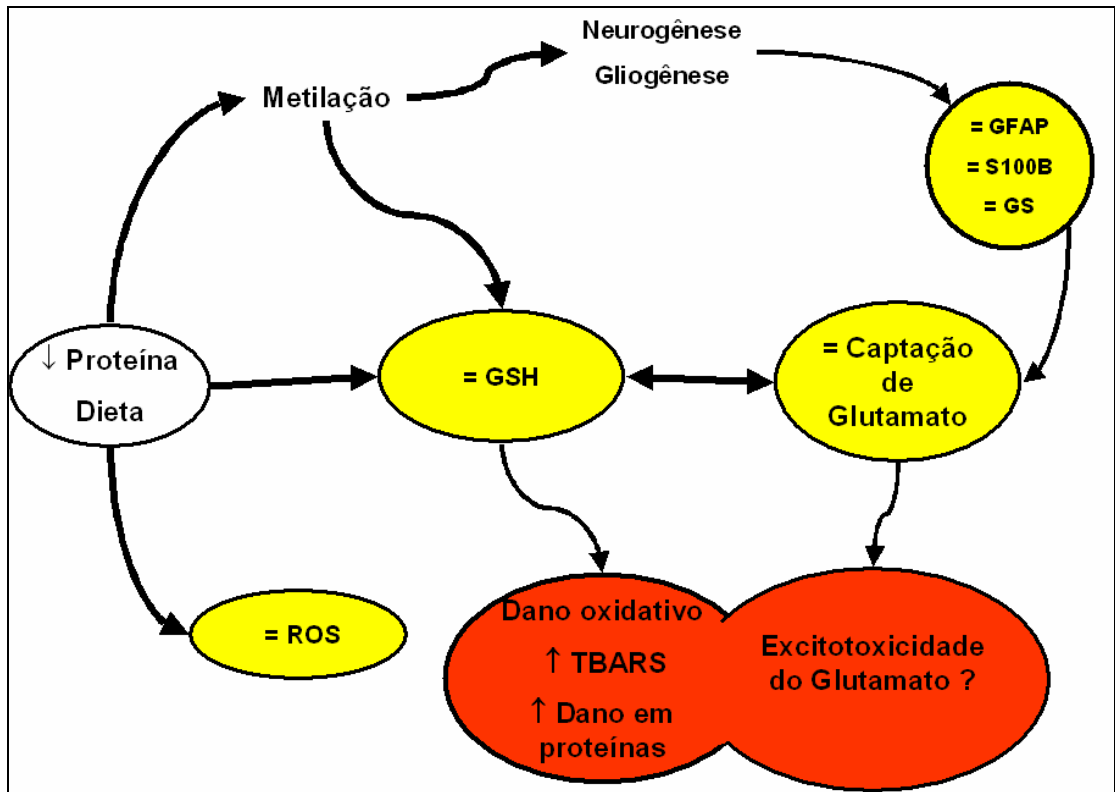 Neurogênese
Gliogênese
Metilação
= GFAP
= S100B
= GS
↓ Proteína
Dieta
= GSH
= Captação
de
Glutamato
= ROS
Dano oxidativo
↑ TBARS
↑ Dano em
proteínas
Excitotoxicidade
do Glutamato ?